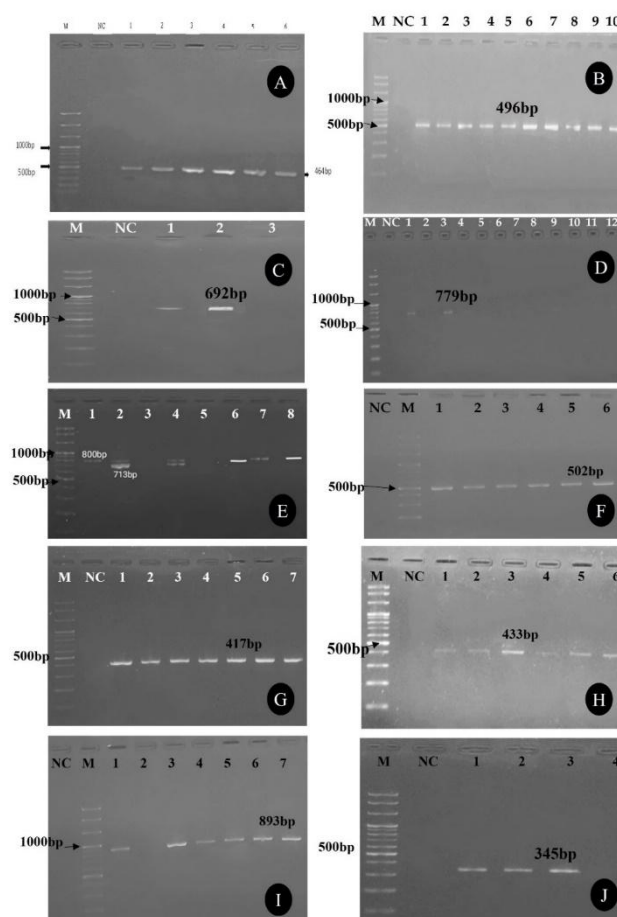 M NC 1 2 3 4 5 6
A
1000bp
500bp
464bp
M NC 1 2 3 4 5 6 7 8 9 10
B
1000bp
496bp
500bp
M NC 1 2 3
C
1000bp
692bp
500bp
M NC 1 2 3 4 5 6 7 8 9 10 11 12
D
1000bp
779bp
500bp
M 1 2 3 4 5 6 7 8
1000bp
800bp
713bp
500bp
E
NC M 1 2 3 4 5 6
502bp
500bp
F
M NC 1 2 3 4 5 6 7
417bp
500bp
G
M NC 1 2 3 4 5 6
433bp
500bp
H
NC M 1 2 3 4 5 6 7
893bp
1000bp
I
M NC 1 2 3 4
500bp
345bp
J